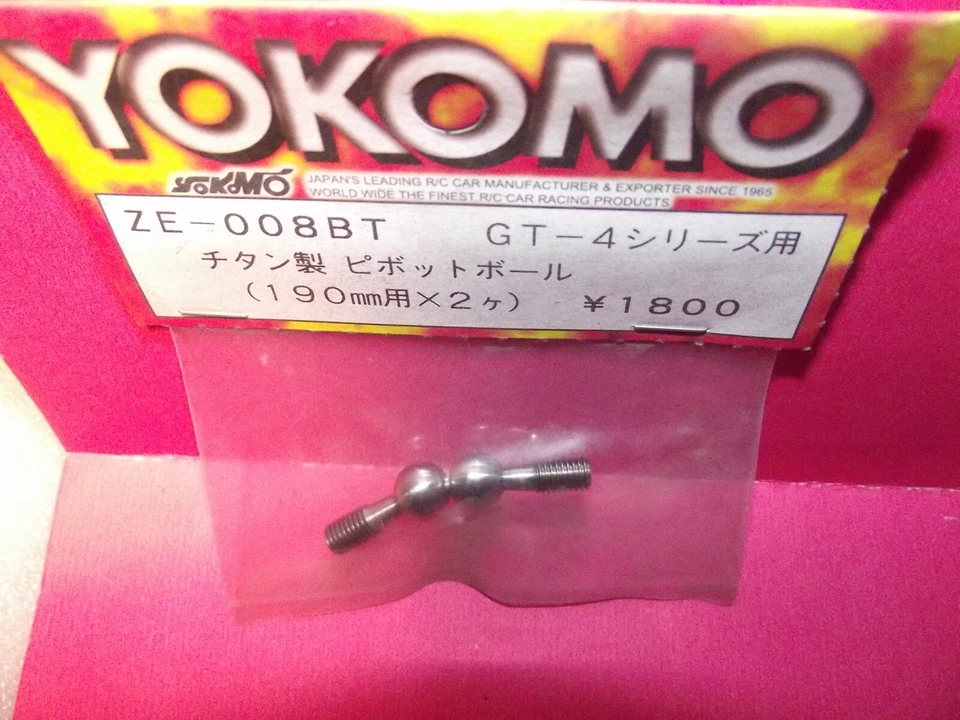 YOKOMO
YOKOMO JAPAN'S LEADING R/C CAR MANUFACTURER & EXPORTER SINCE 1965
WORLD WIDE THE FINEST R/C CAR RACING PRODUCTS
ZE-008BT GT-4シリーズ用
チタン製 ピボットボール
(190mm用×2ヶ) ¥1800